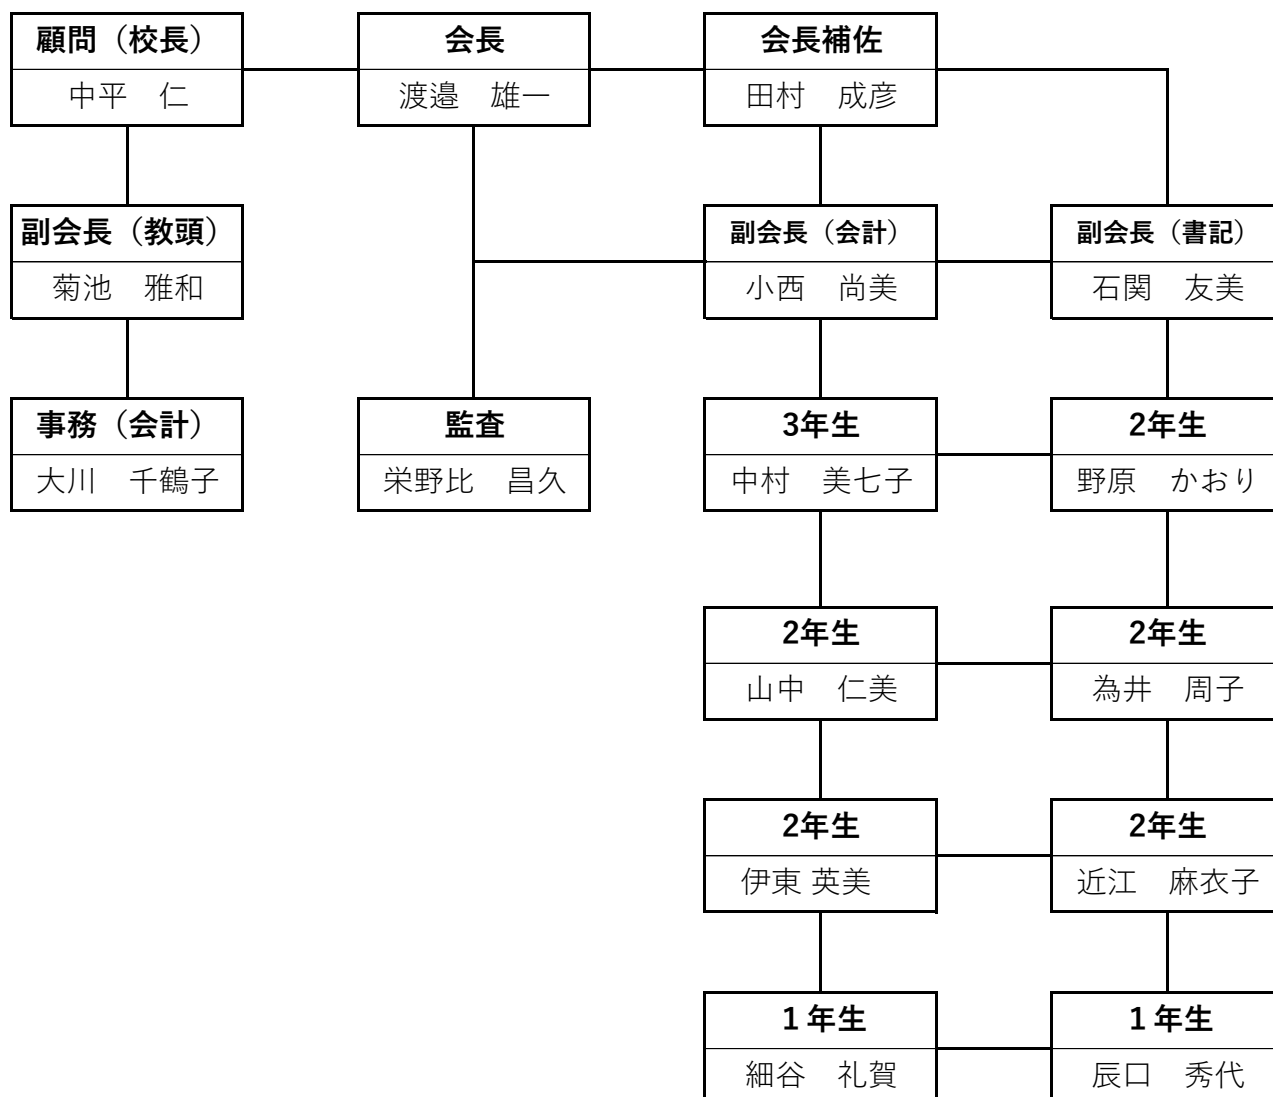 顧問（校長）
中平　仁
会長
渡邉　雄一
会長補佐
田村　成彦
副会長（教頭）
菊池　雅和
副会長（会計）
小西　尚美
副会長（書記）
石関　友美
事務（会計）
大川　千鶴子
監査
栄野比　昌久
3年生
中村　美七子
2年生
野原　かおり
2年生
山中　仁美
2年生
為井　周子
2年生
伊東 英美
2年生
近江　麻衣子
１年生
細谷　礼賀
１年生
辰口　秀代